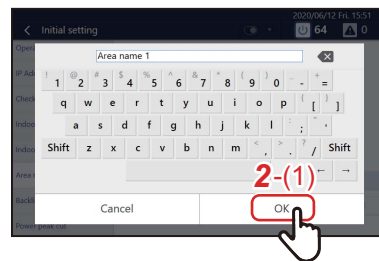 2020/06/12 Fri. 15:51
< Initial setting 64 0
Opera
IP Ad
Check
Indoo
Indoo
Area
Backli
Power peak cut
Area name 1
! 1 @ 2 # 3 $ 4 % 5 ^ 6 & 7 * 8 ( 9 ) 0 _ - + =
q w e r t y u i o p { [ } ]
a s d f g h j k l : ; " '
Shift z x c v b n m < , > . ? / Shift
← →
2-(1)
Cancel OK